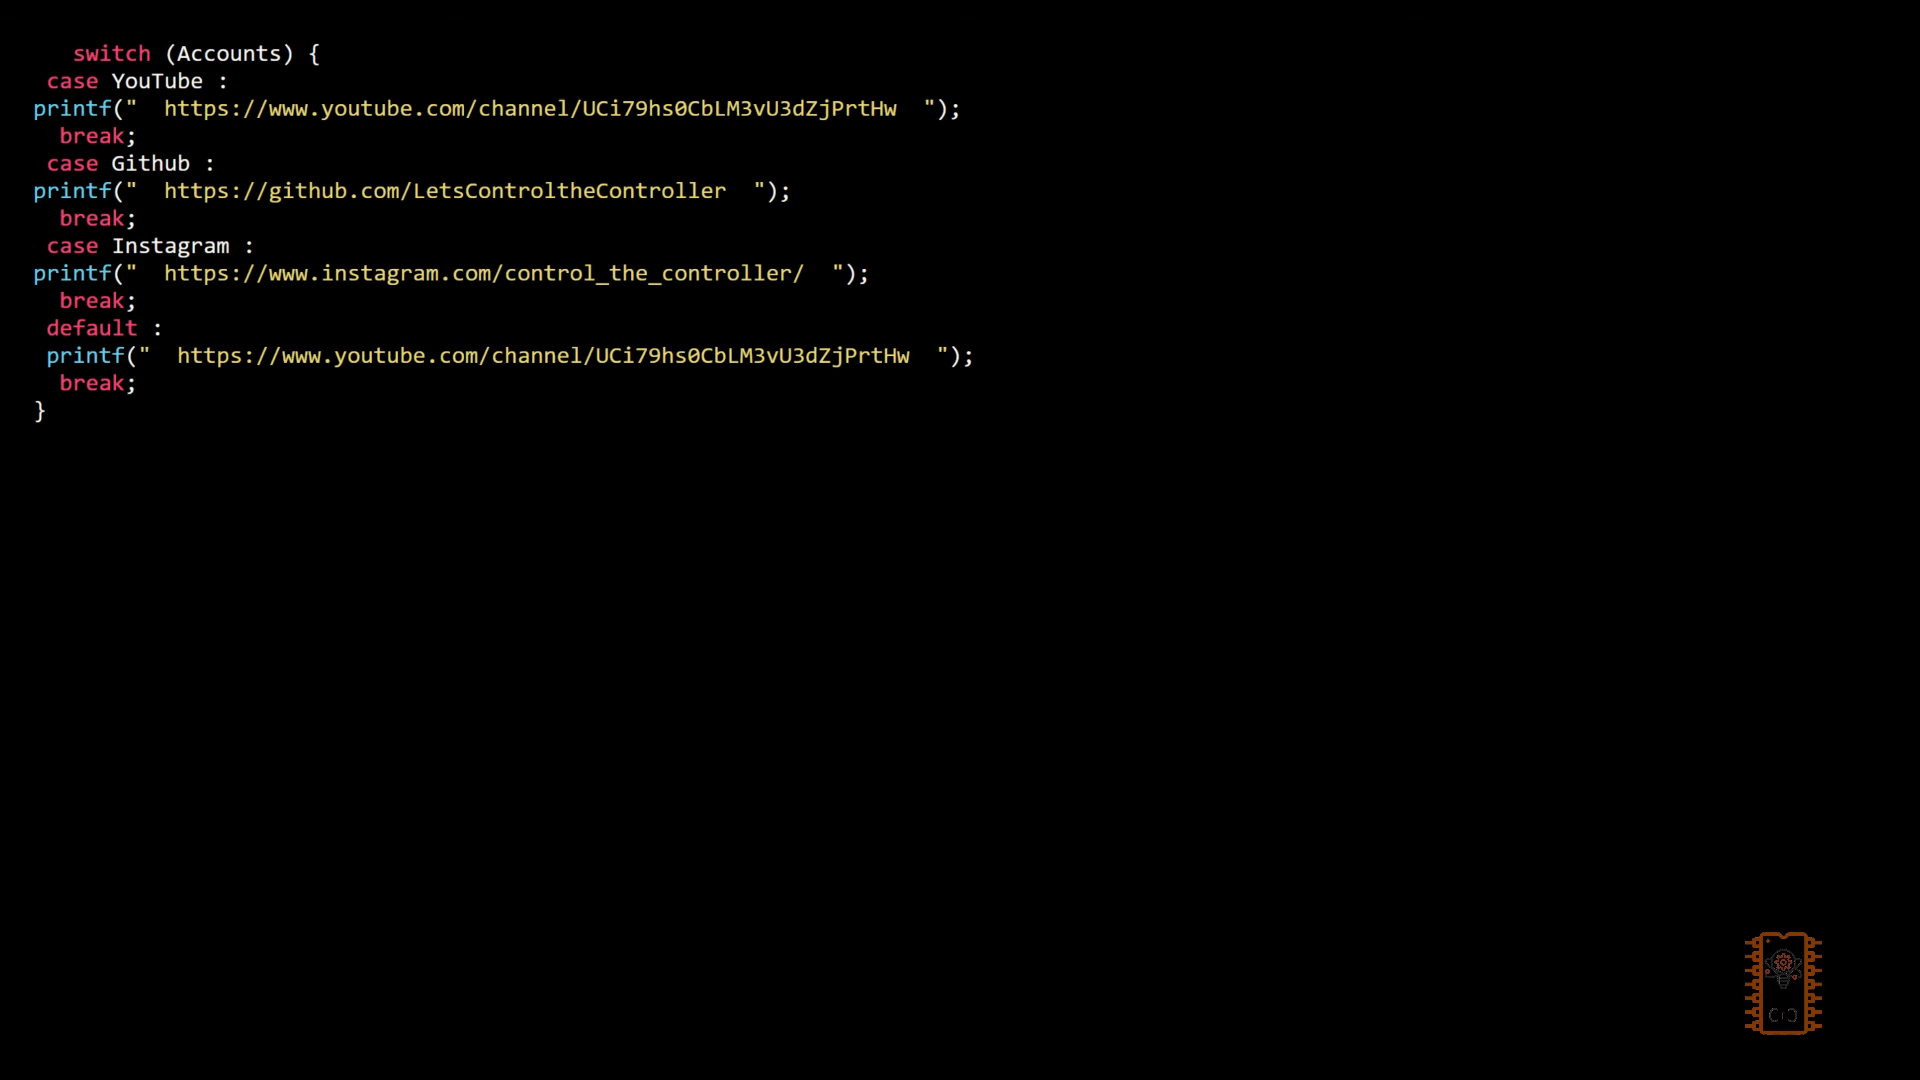 switch (Accounts) {
case YouTube :
printf("  https://www.youtube.com/channel/UCi79hs0CbLM3vU3dZjPrtHw  ");
break;
case Github :
printf("  https://github.com/LetsControltheController  ");
break;
case Instagram :
printf("  https://www.instagram.com/control_the_controller/  ");
break;
default :
printf("  https://www.youtube.com/channel/UCi79hs0CbLM3vU3dZjPrtHw  ");
break;
}